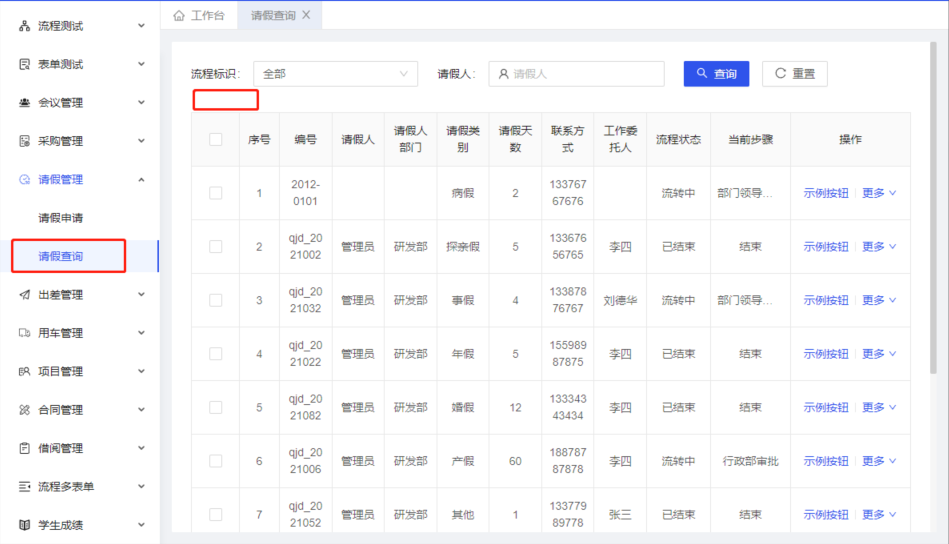 流程测试
表单测试
会议管理
采购管理
请假管理
请假申请
请假查询
出差管理
用车管理
项目管理
合同管理
借阅管理
流程多表单
学生成绩
工作台 请假查询
流程标识: 全部 请假人: 请假人 查询 重置
序号 编号 请假人 请假人部门 请假类别 请假天数 联系方式 工作委托人 流程状态 当前步骤 操作
1 2012-0101 病假 2 13376767676 流转中 部门领导... 示例按钮 更多
2 qjd_2021002 管理员 研发部 探亲假 5 13367656765 李四 已结束 结束 示例按钮 更多
3 qjd_2021032 管理员 研发部 事假 4 13387876767 刘德华 流转中 部门领导... 示例按钮 更多
4 qjd_2021022 管理员 研发部 年假 5 15598987875 李四 已结束 结束 示例按钮 更多
5 qjd_2021082 管理员 研发部 婚假 12 13334343434 李四 已结束 结束 示例按钮 更多
6 qjd_2021006 管理员 研发部 产假 60 18878787878 李四 流转中 行政部审批 示例按钮 更多
7 qjd_2021052 管理员 研发部 其他 1 13377989778 张三 已结束 结束 示例按钮 更多